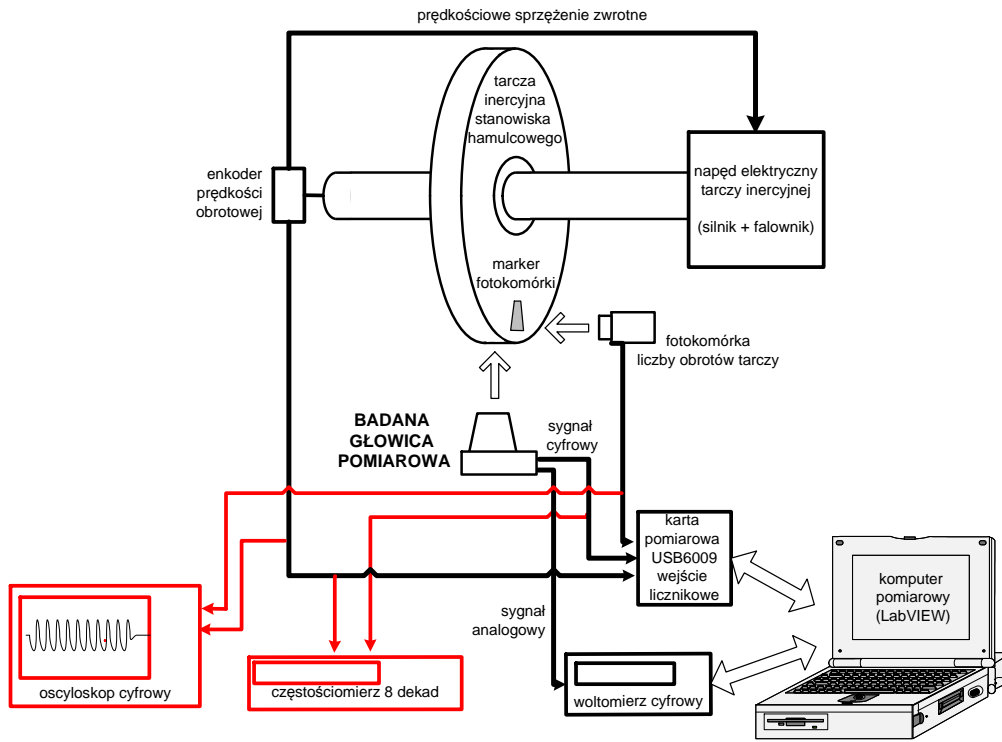 prędkościowe sprzężenie zwrotne
tarcza
inercyjna
stanowiska
hamulcowego
enkoder
prędkości
obrotowej
napęd elektryczny
tarczy inercyjnej
(silnik + falownik)
marker
fotokomórki
fotokomórka
liczby obrotów tarczy
BADANA
GŁOWICA
POMIAROWA
sygnał
cyfrowy
karta
pomiarowa
USB6009
wejście
licznikowe
komputer
pomiarowy
(LabVIEW)
sygnał
analogowy
oscyloskop cyfrowy
częstościomierz 8 dekad
woltomierz cyfrowy